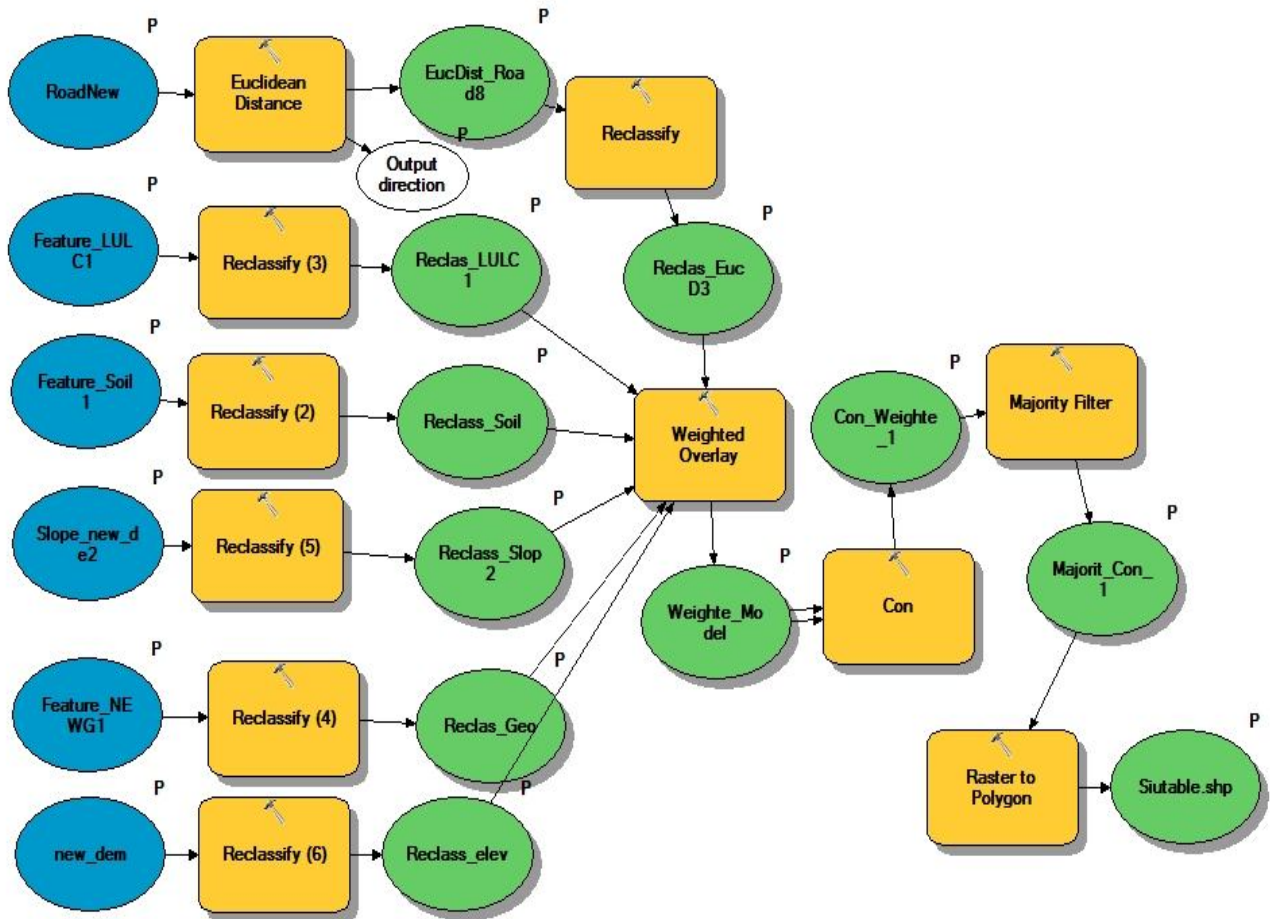 P
P
RoadNew
Euclidean
Distance
EucDist_Roa
d8
Reclassify
P
Output
direction
P
P
P
Feature_LUL
C1
Reclassify (3)
Reclas_LULC
1
Reclas_Euc
D3
P
P
P
Feature_Soil
1
Reclassify (2)
Reclass_Soil
Weighted
Overlay
Con_Weighte
_1
Majority Filter
P
P
P
P
Slope_new_d
e2
Reclassify (5)
Reclass_Slop
2
Weighte_Mo
del
Con
Majorit_Con_
1
P
P
P
Feature_NE
WG1
Reclassify (4)
Reclas_Geo
Raster to
Polygon
Siutable.shp
P
P
new_dem
Reclassify (6)
Reclass_elev